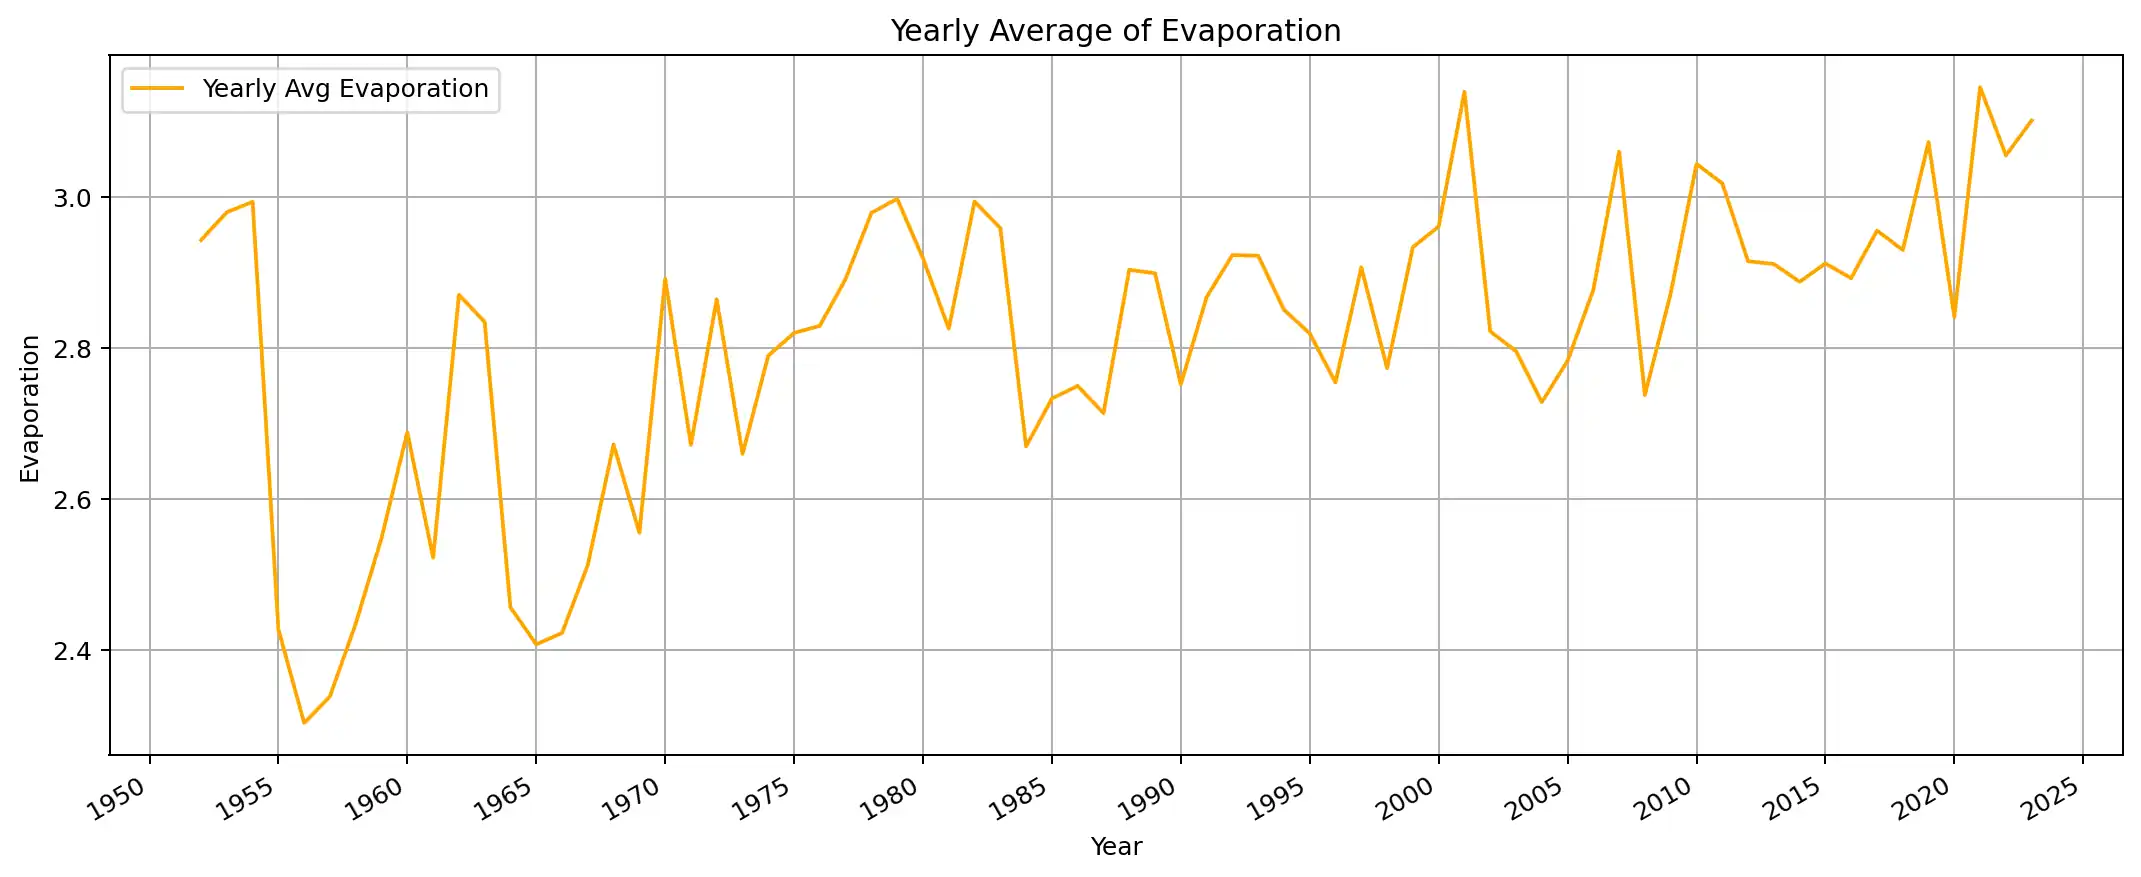 Yearly Average of Evaporation
Yearly Avg Evaporation
Evaporation
3.0
2.8
2.6
2.4
1950 1955 1960 1965 1970 1975 1980 1985 1990 1995 2000 2005 2010 2015 2020 2025
Year